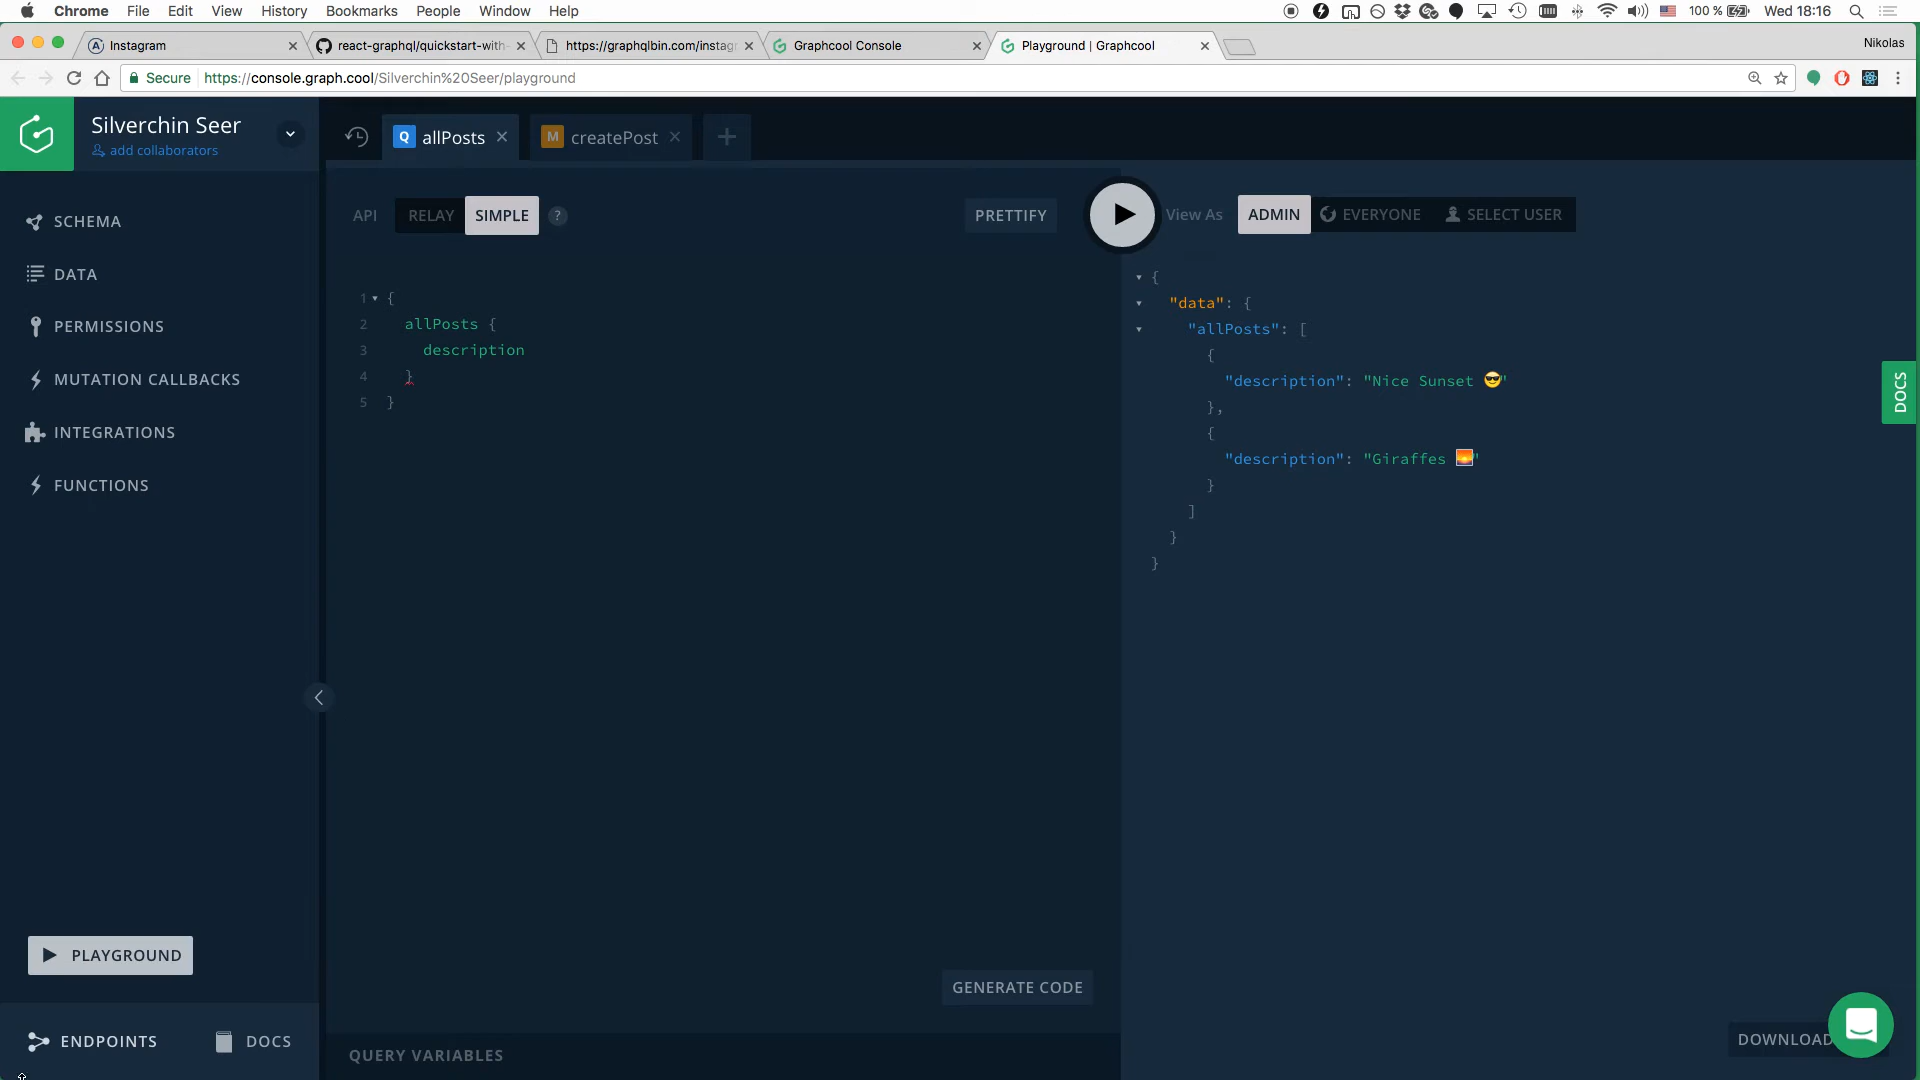 Chrome File Edit View History Bookmarks People Window Help 100 % Wed 18:16
Instagram react-graphql/quickstart-with- https://graphqlbin.com/instag Graphcool Console Playground | Graphcool Nikolas
Secure https://console.graph.cool/Silverchin%20Seer/playground
Silverchin Seer
add collaborators
Q allPosts M createPost
SCHEMA
DATA
PERMISSIONS
MUTATION CALLBACKS
INTEGRATIONS
FUNCTIONS
PLAYGROUND
ENDPOINTS DOCS
API RELAY SIMPLE ? PRETTIFY
1 {
2 allPosts {
3 description
4 }
5 }
GENERATE CODE
QUERY VARIABLES
View As ADMIN EVERYONE SELECT USER
{
"data": {
"allPosts": [
{
"description": "Nice Sunset 😎"
},
{
"description": "Giraffes 🌅"
}
]
}
}
DOCS
DOWNLOAD